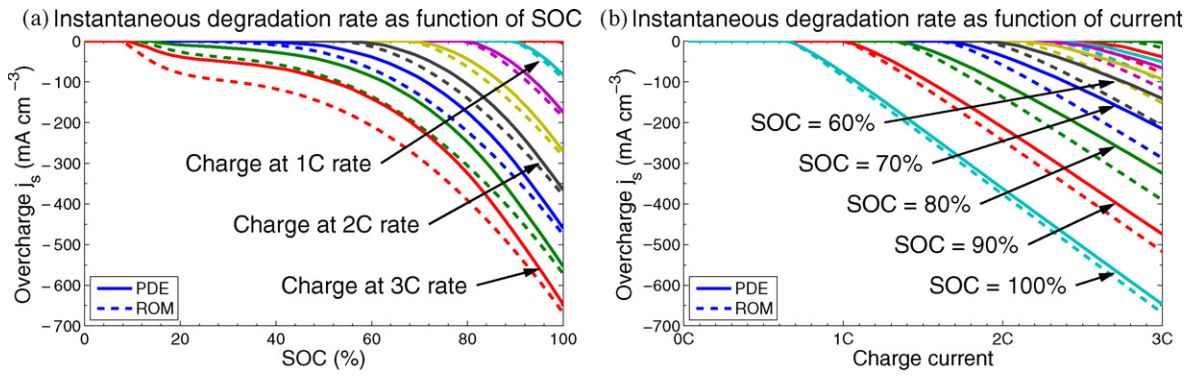 (a) Instantaneous degradation rate as function of SOC
Overcharge j_s (mA cm⁻³)
0
−100
−200
−300
−400
−500
−600
−700
Charge at 1C rate
Charge at 2C rate
Charge at 3C rate
PDE
ROM
0 20 40 60 80 100
SOC (%)
(b) Instantaneous degradation rate as function of current
Overcharge j_s (mA cm⁻³)
0
−100
−200
−300
−400
−500
−600
−700
SOC = 60%
SOC = 70%
SOC = 80%
SOC = 90%
SOC = 100%
PDE
ROM
0C 1C 2C 3C
Charge current